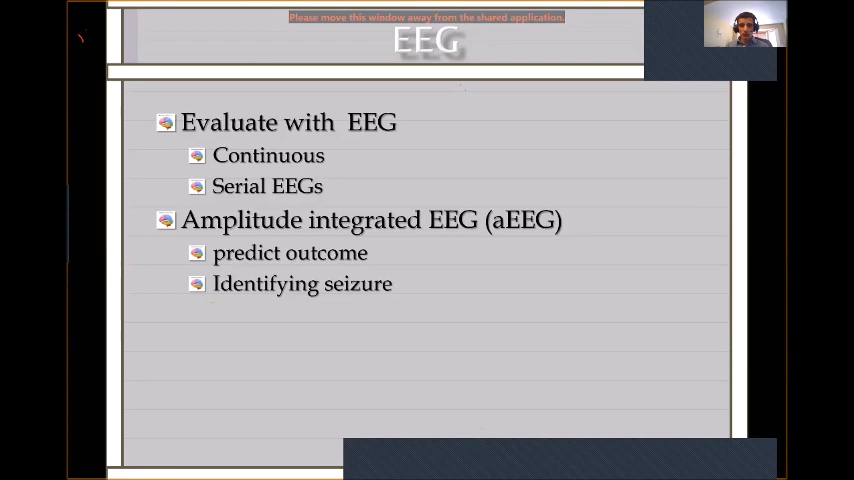 Please move this window away from the shared application.
EEG
Evaluate with EEG
Continuous
Serial EEGs
Amplitude integrated EEG (aEEG)
predict outcome
Identifying seizure